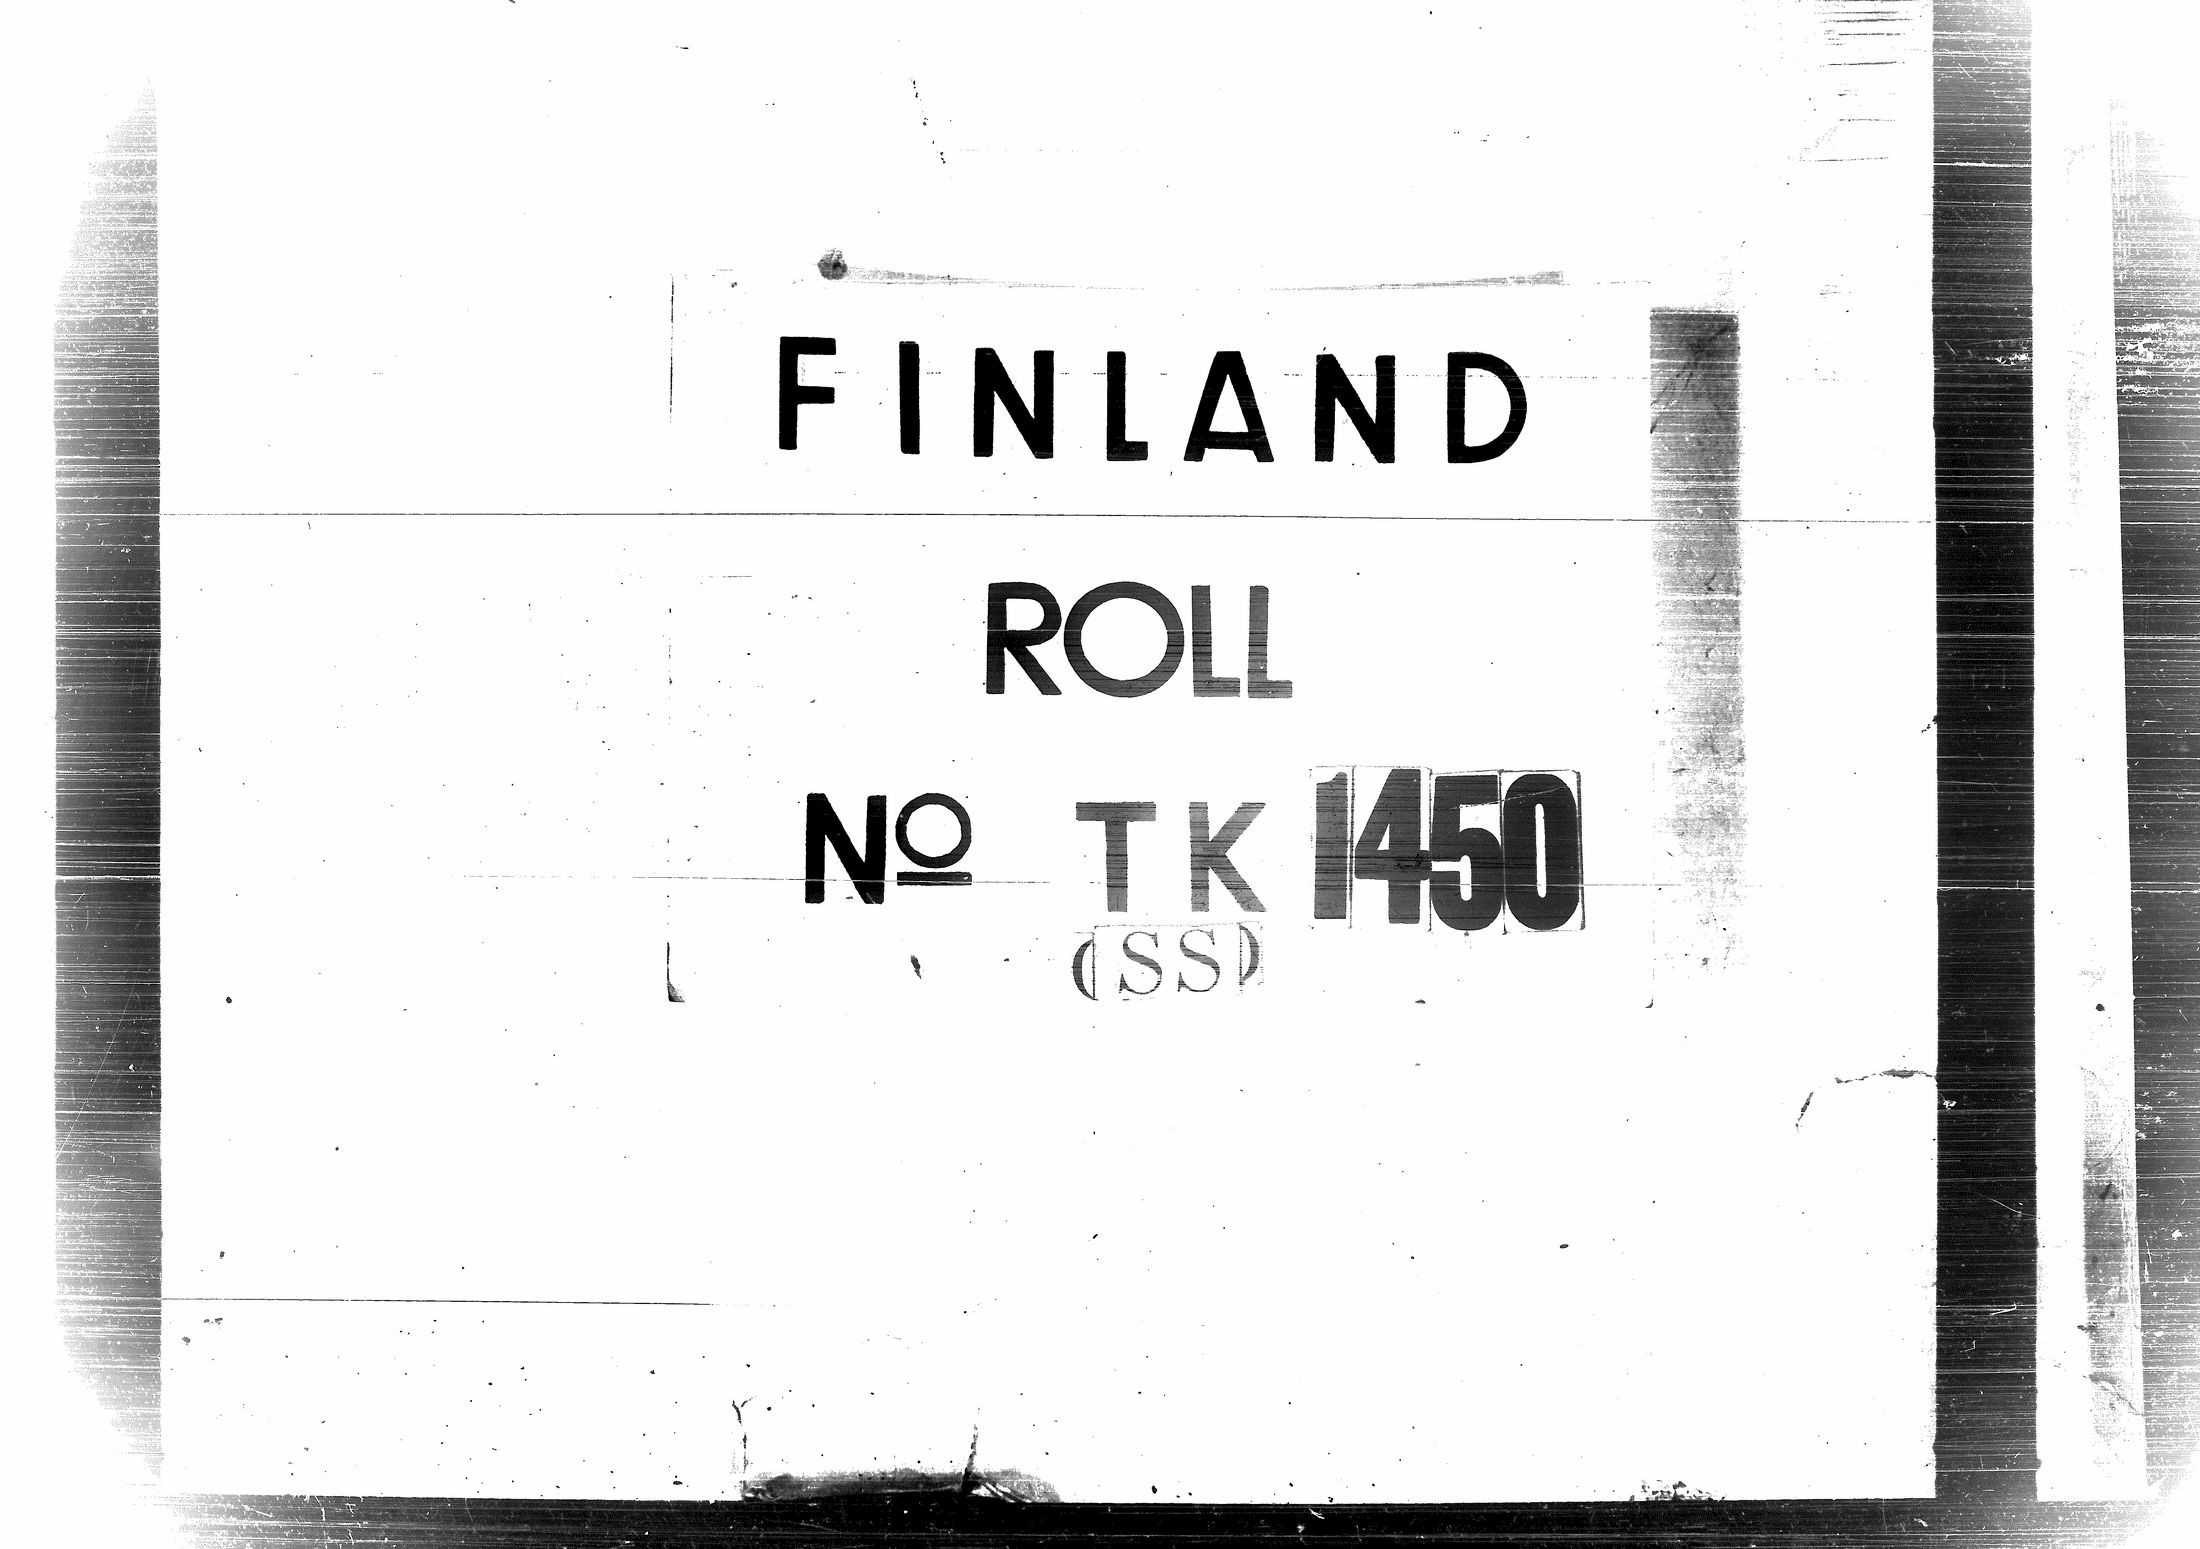 FINLAND
ROLL
Nº TK 1450
(SS)